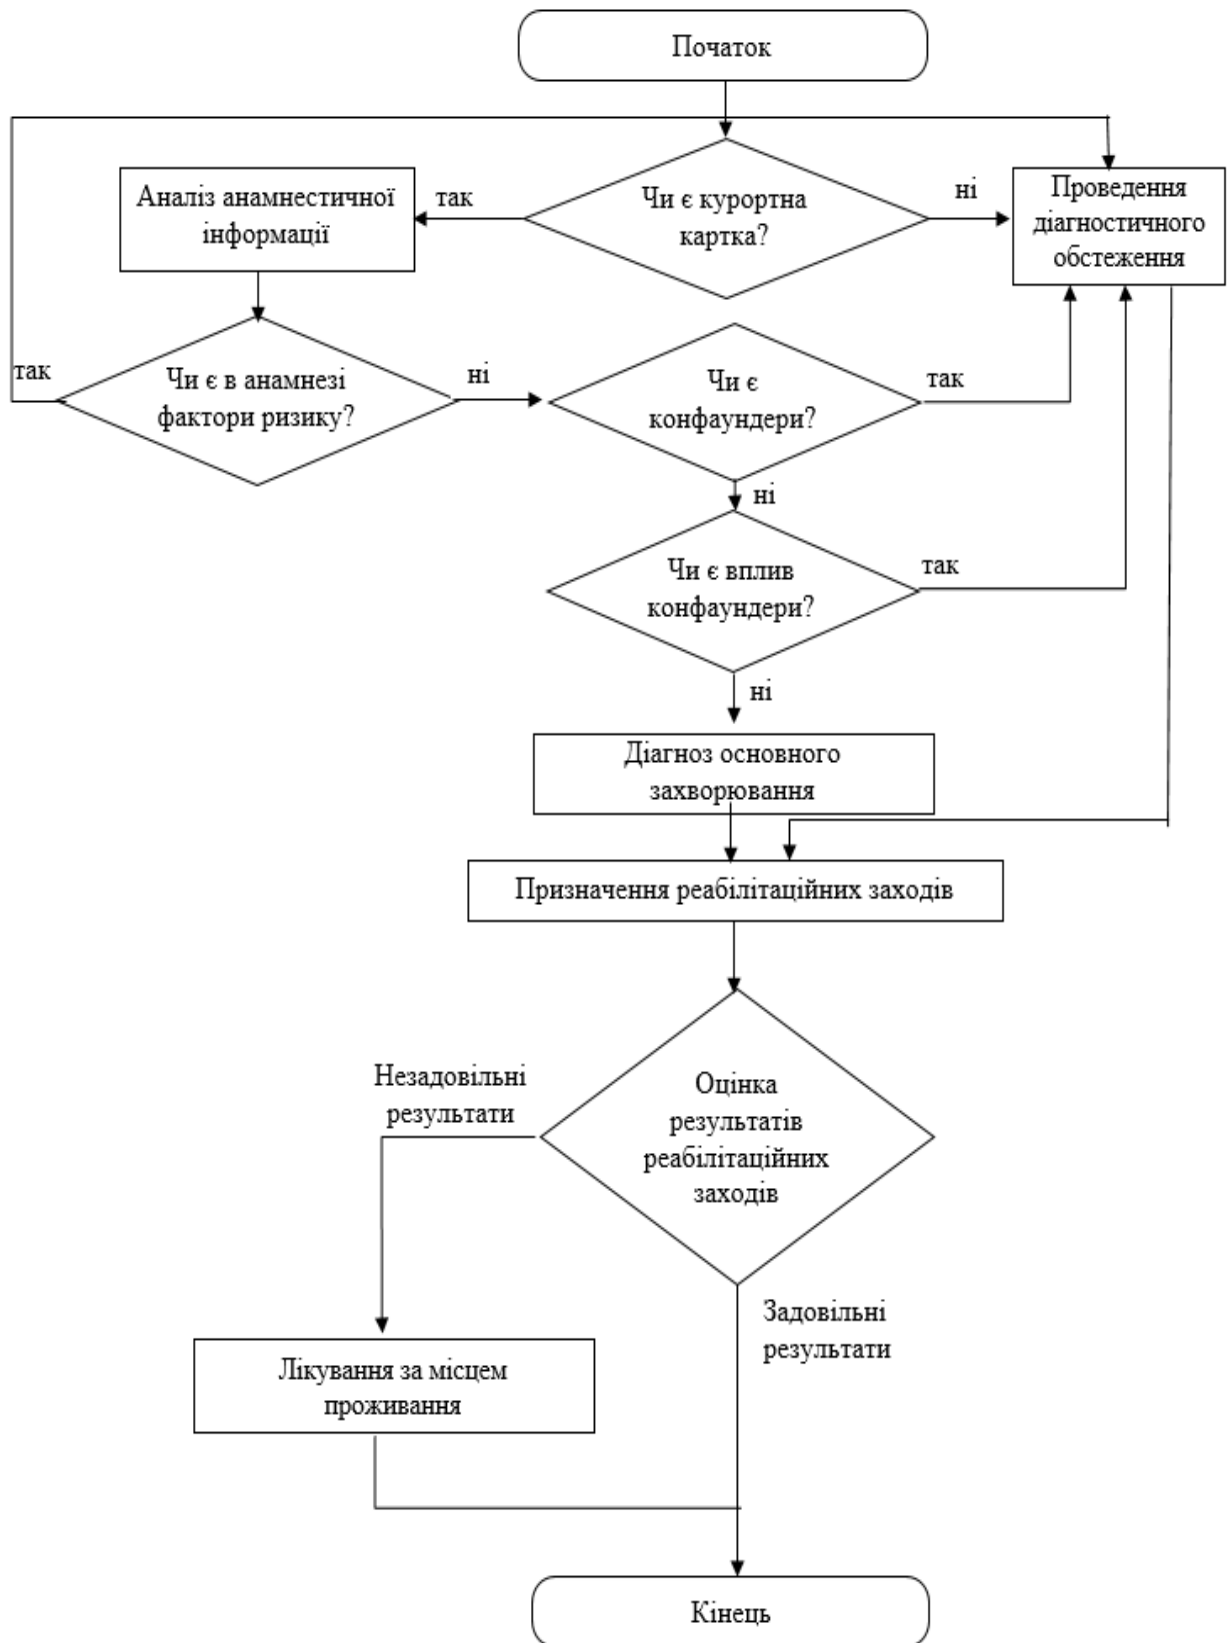 Початок
Чи є курортна
картка?
так
ні
Аналіз анамнестичної
інформації
Проведення
діагностичного
обстеження
Чи є в анамнезі
фактори ризику?
так
ні
Чи є
конфаундери?
так
ні
Чи є вплив
конфаундери?
так
ні
Діагноз основного
захворювання
Призначення реабілітаційних заходів
Оцінка
результатів
реабілітаційних
заходів
Незадовільні
результати
Задовільні
результати
Лікування за місцем
проживання
Кінець